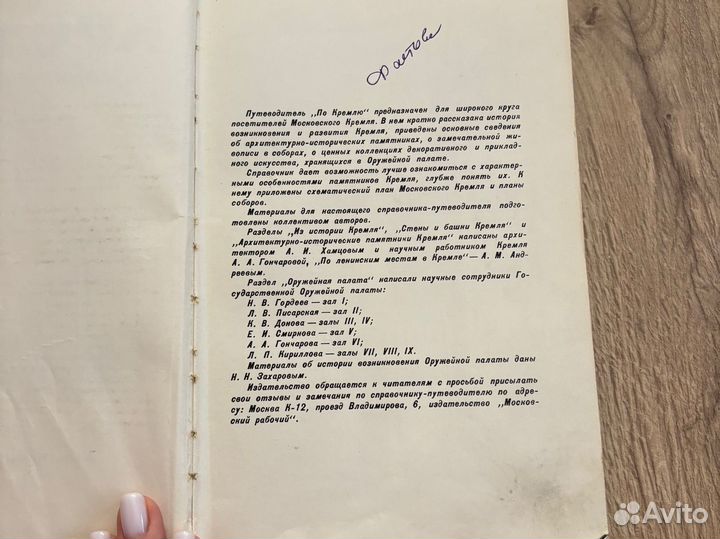 Путеводитель „По Кремлю“ предназначен для широкого круга
посетителей Московского Кремля. В нем кратко рассказана история
возникновения и развития Кремля, приведены основные сведения
об архитектурно-исторических памятниках, о замечательной жи-
вописи в соборах, о ценных коллекциях декоративного и приклад-
ного искусства, хранящихся в Оружейной палате.
Справочник дает возможность лучше ознакомиться с характер-
ными особенностями памятников Кремля, глубже понять их. К
нему приложены схематический план Московского Кремля и планы
соборов.
Материалы для настоящего справочника-путеводителя подго-
товлены коллективом авторов.
Разделы „Из истории Кремля“, „Стены и башни Кремля“ и
„Архитектурно-исторические памятники Кремля“ написаны архи-
тектором А. И. Хамцовым и научным работником Кремля
А. А. Гончаровой, „По ленинским местам в Кремле“ — А. М. Анд-
реевым.
Раздел „Оружейная палата“ написали научные сотрудники Го-
сударственной Оружейной палаты:
Н. В. Гордеев — зал I;
Л. В. Писарская — зал II;
К. В. Донова — залы III, IV;
Е. И. Смирнова — зал V;
А. А. Гончарова — зал VI;
Л. П. Кириллова — залы VII, VIII, IX.
Материалы об истории возникновения Оружейной палаты даны
Н. Н. Захаровым.
Издательство обращается к читателям с просьбой присылать
свои отзывы и замечания по справочнику-путеводителю по адре-
су: Москва К-12, проезд Владимирова, 6, издательство „Москов-
ский рабочий“.
Avito